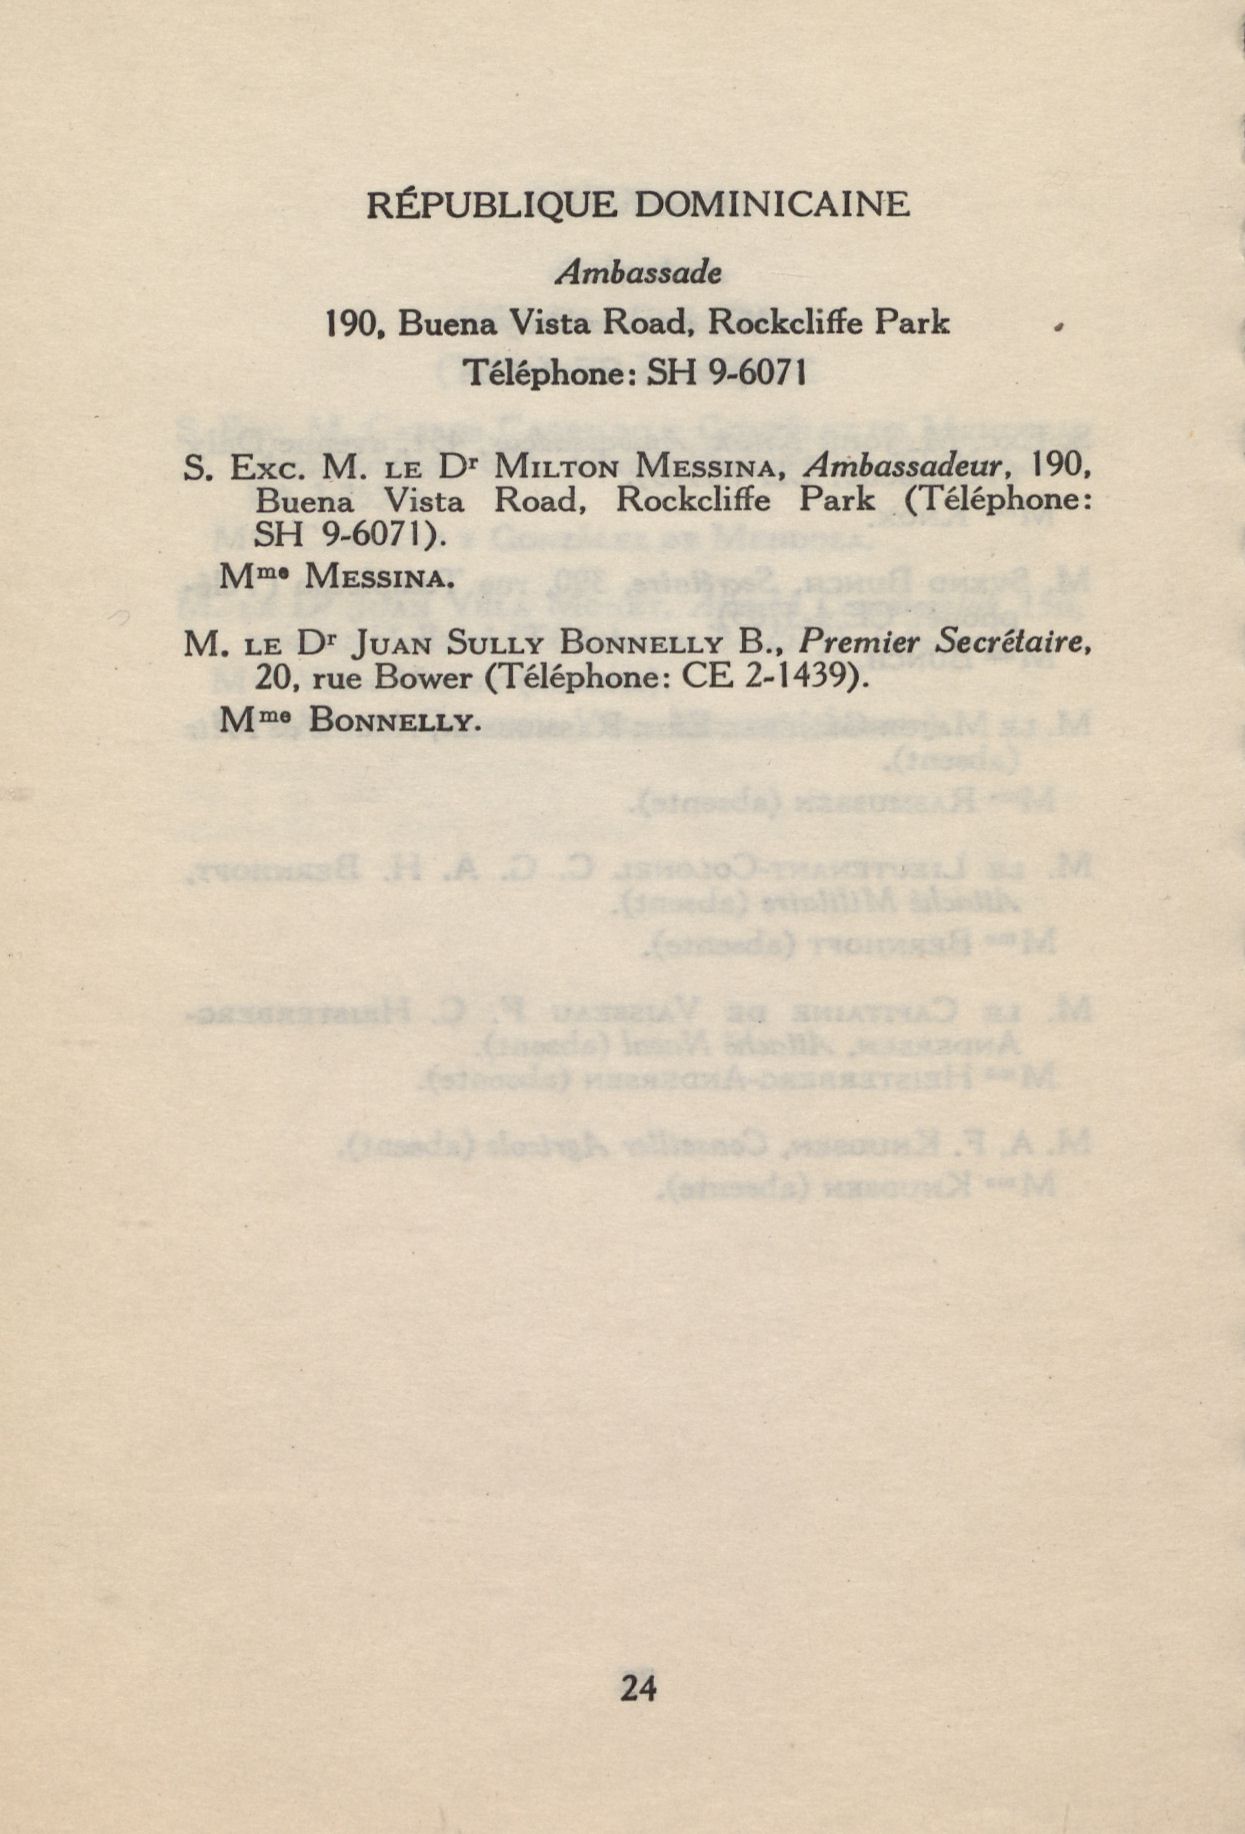 RÉPUBLIQUE DOMINICAINE
Ambassade
190, Buena Vista Road, Rockcliffe Park
Téléphone: SH 9-6071
S. Exc. M. le Dr Milton Messina, Ambassadeur, 190,
Buena Vista Road, Rockcliffe Park (Téléphone:
SH 9-6071).
Mme Messina.
M. le Dr Juan Sully Bonnelly B., Premier Secrétaire,
20, rue Bower (Téléphone: CE 2-1439).
Mme Bonnelly.
24